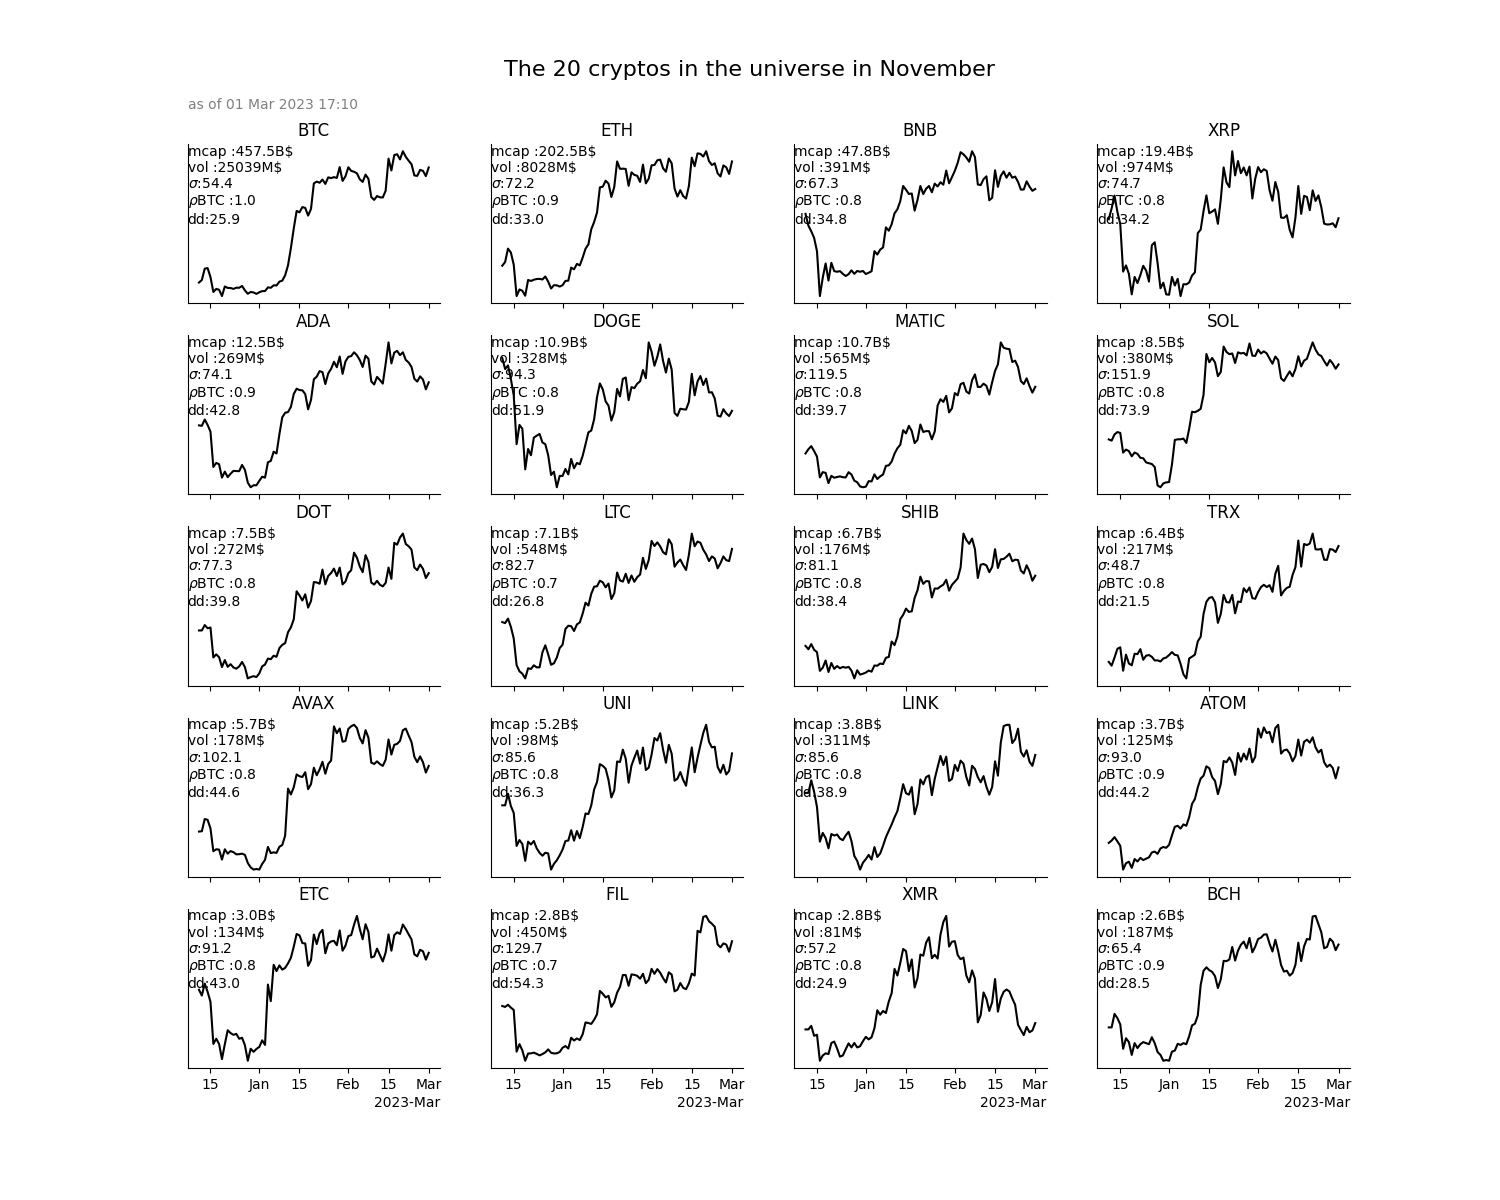 The 20 cryptos in the universe in November
as of 01 Mar 2023 17:10
BTC
mcap :457.5B$
vol :25039M$
σ:54.4
ρBTC :1.0
dd:25.9
ETH
mcap :202.5B$
vol :8028M$
σ:72.2
ρBTC :0.9
dd:33.0
BNB
mcap :47.8B$
vol :391M$
σ:67.3
ρBTC :0.8
dd:34.8
XRP
mcap :19.4B$
vol :974M$
σ:74.7
ρBTC :0.8
dd:34.2
ADA
mcap :12.5B$
vol :269M$
σ:74.1
ρBTC :0.9
dd:42.8
DOGE
mcap :10.9B$
vol :328M$
σ:94.3
ρBTC :0.8
dd:51.9
MATIC
mcap :10.7B$
vol :565M$
σ:119.5
ρBTC :0.8
dd:39.7
SOL
mcap :8.5B$
vol :380M$
σ:151.9
ρBTC :0.8
dd:73.9
DOT
mcap :7.5B$
vol :272M$
σ:77.3
ρBTC :0.8
dd:39.8
LTC
mcap :7.1B$
vol :548M$
σ:82.7
ρBTC :0.7
dd:26.8
SHIB
mcap :6.7B$
vol :176M$
σ:81.1
ρBTC :0.8
dd:38.4
TRX
mcap :6.4B$
vol :217M$
σ:48.7
ρBTC :0.8
dd:21.5
AVAX
mcap :5.7B$
vol :178M$
σ:102.1
ρBTC :0.8
dd:44.6
UNI
mcap :5.2B$
vol :98M$
σ:85.6
ρBTC :0.8
dd:36.3
LINK
mcap :3.8B$
vol :311M$
σ:85.6
ρBTC :0.8
dd:38.9
ATOM
mcap :3.7B$
vol :125M$
σ:93.0
ρBTC :0.9
dd:44.2
ETC
mcap :3.0B$
vol :134M$
σ:91.2
ρBTC :0.8
dd:43.0
15 Jan 15 Feb 15 Mar
2023-Mar
FIL
mcap :2.8B$
vol :450M$
σ:129.7
ρBTC :0.7
dd:54.3
15 Jan 15 Feb 15 Mar
2023-Mar
XMR
mcap :2.8B$
vol :81M$
σ:57.2
ρBTC :0.8
dd:24.9
15 Jan 15 Feb 15 Mar
2023-Mar
BCH
mcap :2.6B$
vol :187M$
σ:65.4
ρBTC :0.9
dd:28.5
15 Jan 15 Feb 15 Mar
2023-Mar